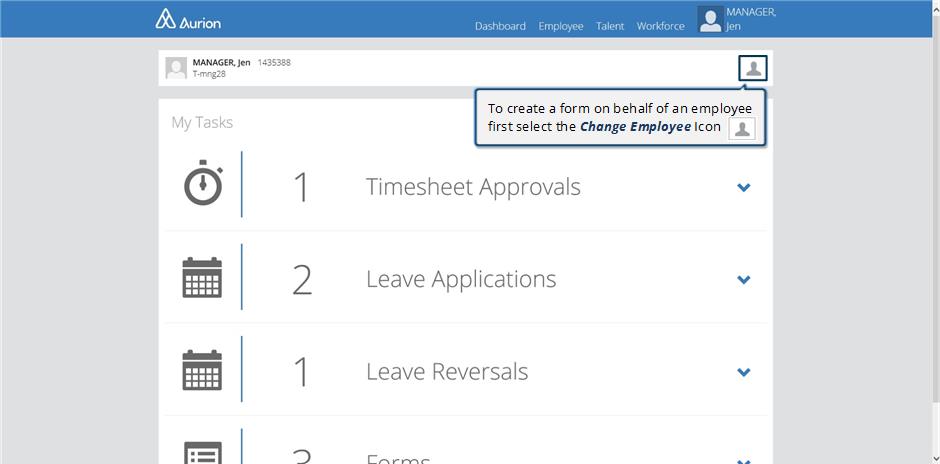 Aurion
Dashboard Employee Talent Workforce
MANAGER,
Jen
MANAGER, Jen 1435388
T-mng28
To create a form on behalf of an employee
first select the Change Employee Icon
My Tasks
1 Timesheet Approvals
2 Leave Applications
1 Leave Reversals
3 Forms